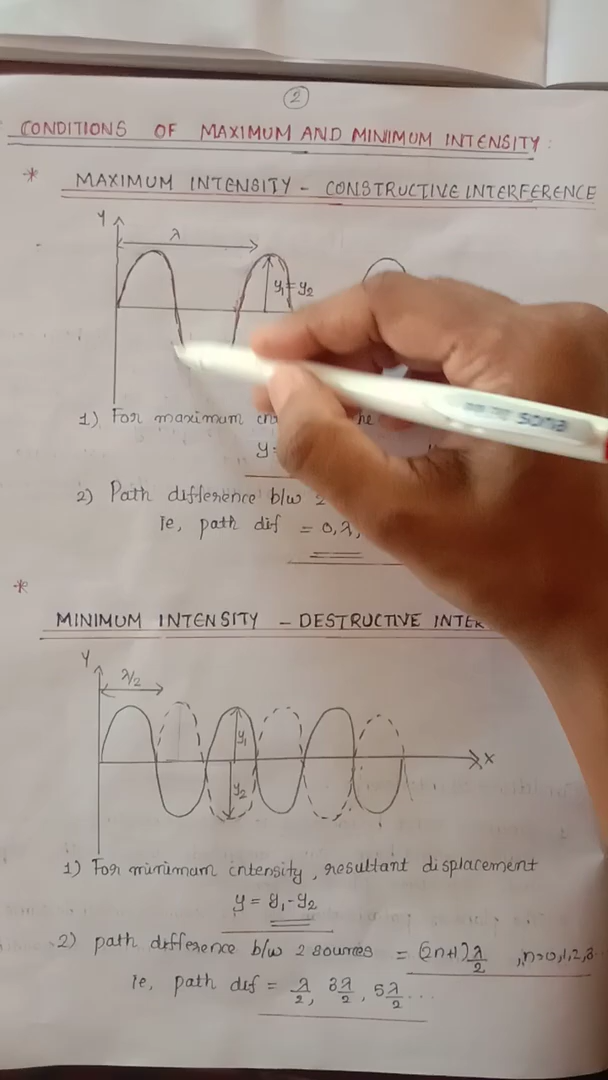 2
CONDITIONS OF MAXIMUM AND MINIMUM INTENSITY:
* MAXIMUM INTENSITY - CONSTRUCTIVE INTERFERENCE
Y
λ
y₁=y₂
1) For maximum
y=
2) Path difference b/w 2
ie, path dif = 0, λ,
sona
*
MINIMUM INTENSITY - DESTRUCTIVE INTER
Y
λ/2
y₁
X
y₂
1) For minimum intensity, resultant displacement
y = y₁-y₂
2) path difference b/w 2 sources = (2n+1)λ/2 , n=0,1,2,3..
ie, path dif = λ/2, 3λ/2, 5λ/2...